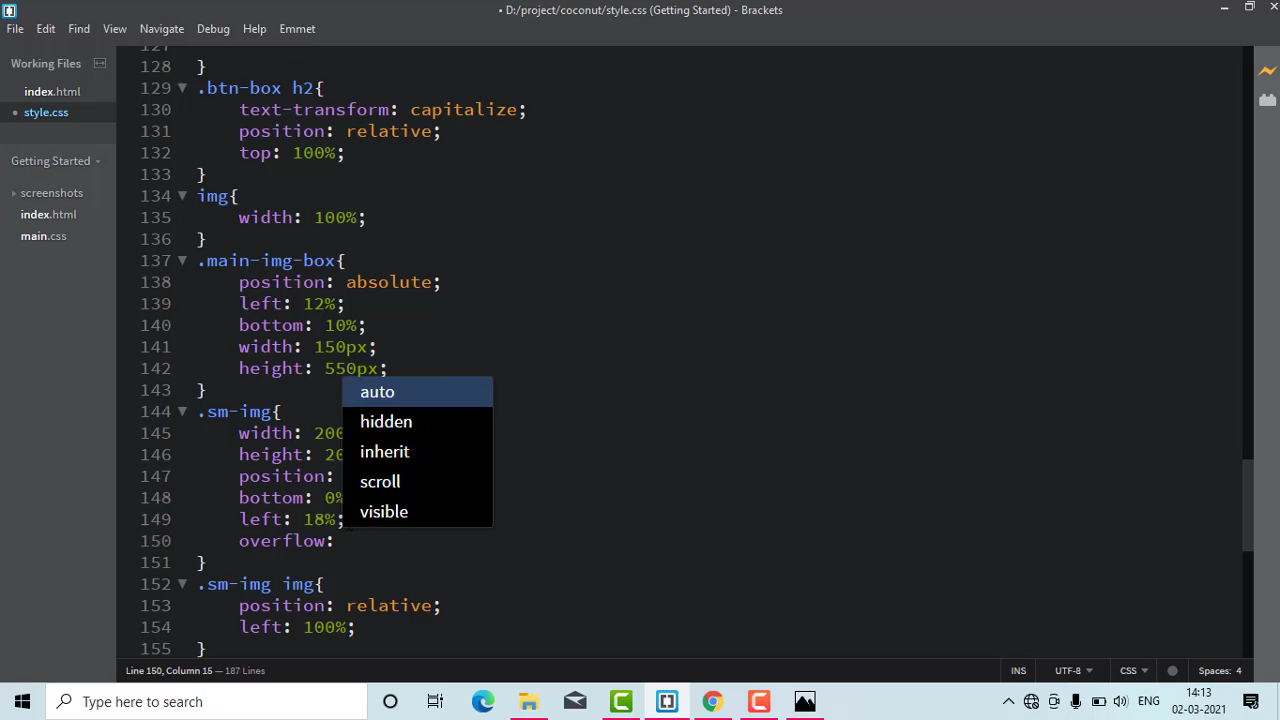 • D:/project/coconut/style.css (Getting Started) - Brackets
File Edit Find View Navigate Debug Help Emmet
Working Files
index.html
• style.css
Getting Started
screenshots
index.html
main.css
127
128 }
129 .btn-box h2{
130 text-transform: capitalize;
131 position: relative;
132 top: 100%;
133 }
134 img{
135 width: 100%;
136 }
137 .main-img-box{
138 position: absolute;
139 left: 12%;
140 bottom: 10%;
141 width: 150px;
142 height: 550px;
143 }
144 .sm-img{
145 width: 200
146 height: 20
147 position:
148 bottom: 0%
149 left: 18%;
150 overflow:
151 }
152 .sm-img img{
153 position: relative;
154 left: 100%;
155 }
auto
hidden
inherit
scroll
visible
Line 150, Column 15 — 187 Lines
INS UTF-8 CSS Spaces: 4
Type here to search
ENG
14:13
02-03-2021